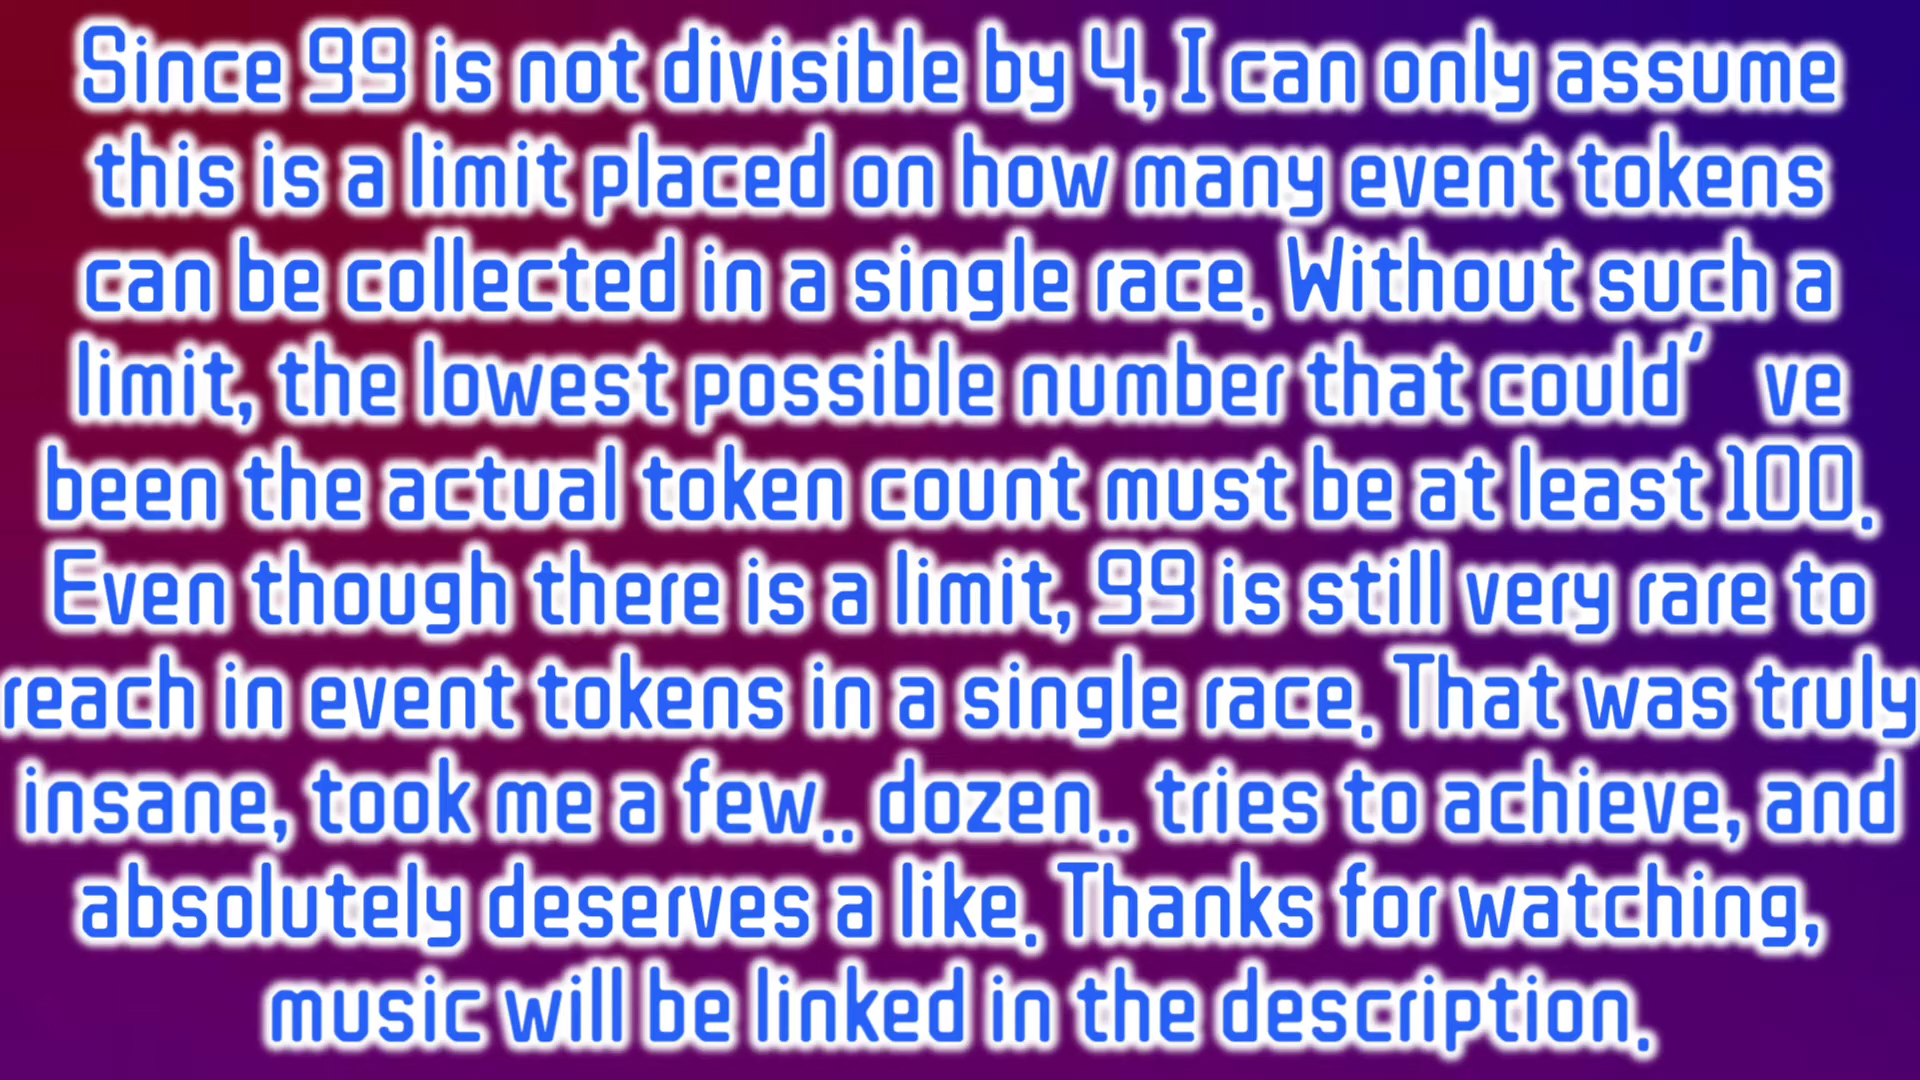 Since 99 is not divisible by 4, I can only assume
this is a limit placed on how many event tokens
can be collected in a single race. Without such a
limit, the lowest possible number that could’ve
been the actual token count must be at least 100.
Even though there is a limit, 99 is still very rare to
reach in event tokens in a single race. That was truly
insane, took me a few.. dozen.. tries to achieve, and
absolutely deserves a like. Thanks for watching,
music will be linked in the description.